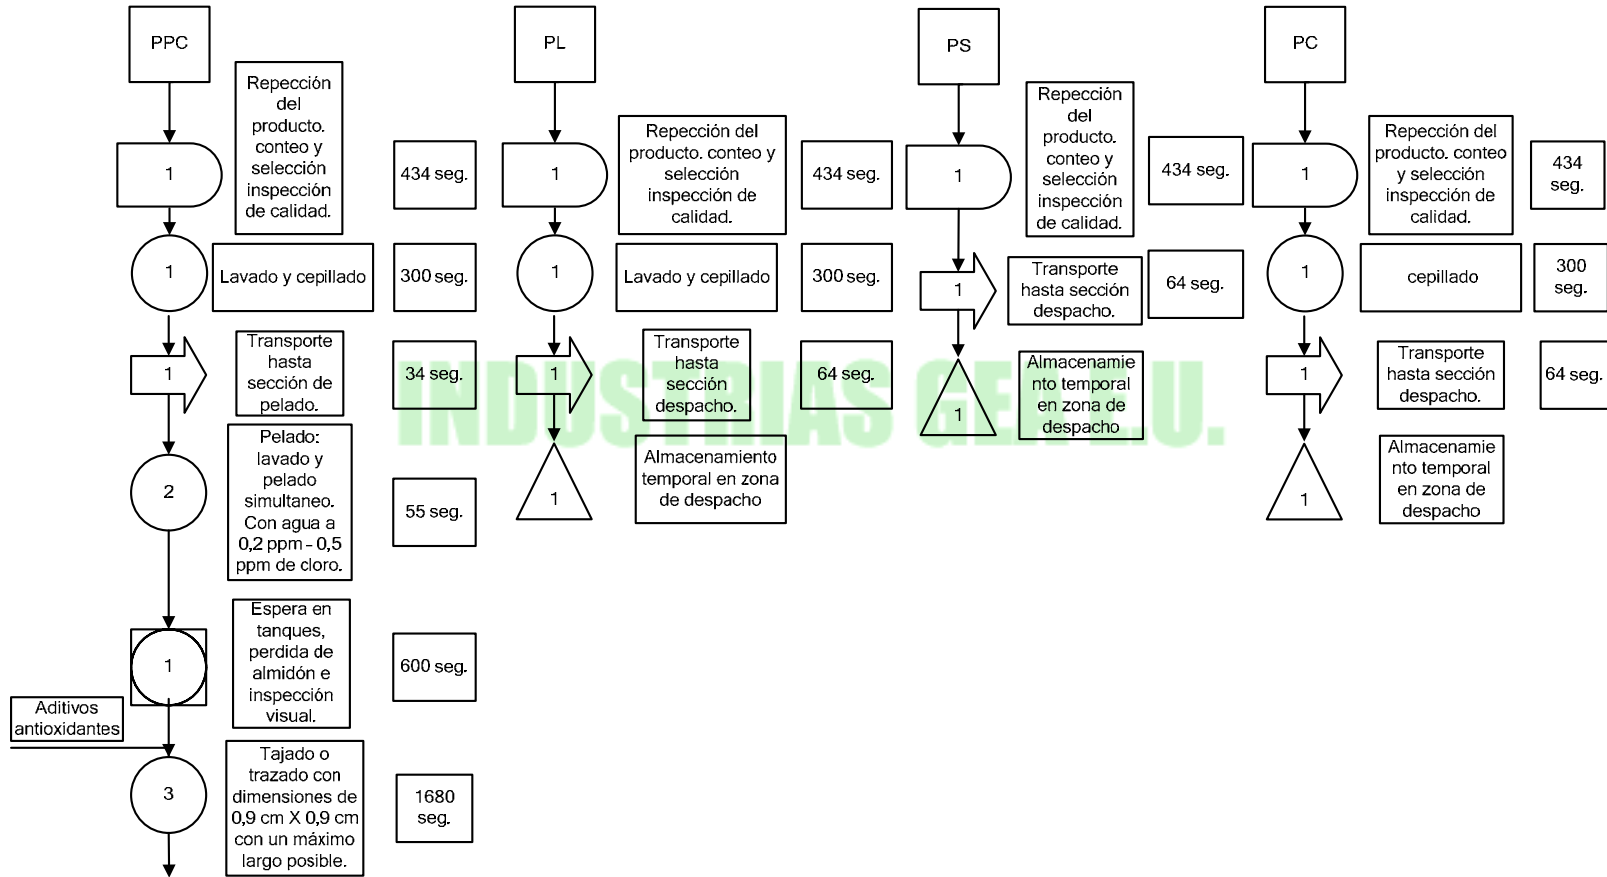 PPC
1
Repección
del
producto.
conteo y
selección
inspección
de calidad.
434 seg.
1
Lavado y cepillado
300 seg.
1
Transporte
hasta
sección de
pelado.
34 seg.
2
Pelado:
lavado y
pelado
simultaneo.
Con agua a
0,2 ppm – 0,5
ppm de cloro.
55 seg.
1
Espera en
tanques,
perdida de
almidón e
inspección
visual.
600 seg.
Aditivos
antioxidantes
3
Tajado o
trazado con
dimensiones de
0,9 cm X 0,9 cm
con un máximo
largo posible.
1680
seg.
PL
1
Repección del
producto. conteo y
selección
inspección de
calidad.
434 seg.
1
Lavado y cepillado
300 seg.
1
Transporte
hasta
sección
despacho.
64 seg.
1
Almacenamiento
temporal en zona
de despacho
PS
1
Repección
del
producto.
conteo y
selección
inspección
de calidad.
434 seg.
1
Transporte
hasta sección
despacho.
64 seg.
1
Almacenamie
nto temporal
en zona de
despacho
PC
1
Repección del
producto. conteo
y selección
inspección de
calidad.
434
seg.
1
cepillado
300
seg.
1
Transporte
hasta sección
despacho.
64 seg.
1
Almacenamie
nto temporal
en zona de
despacho
INDUSTRIAS GEA E.U.